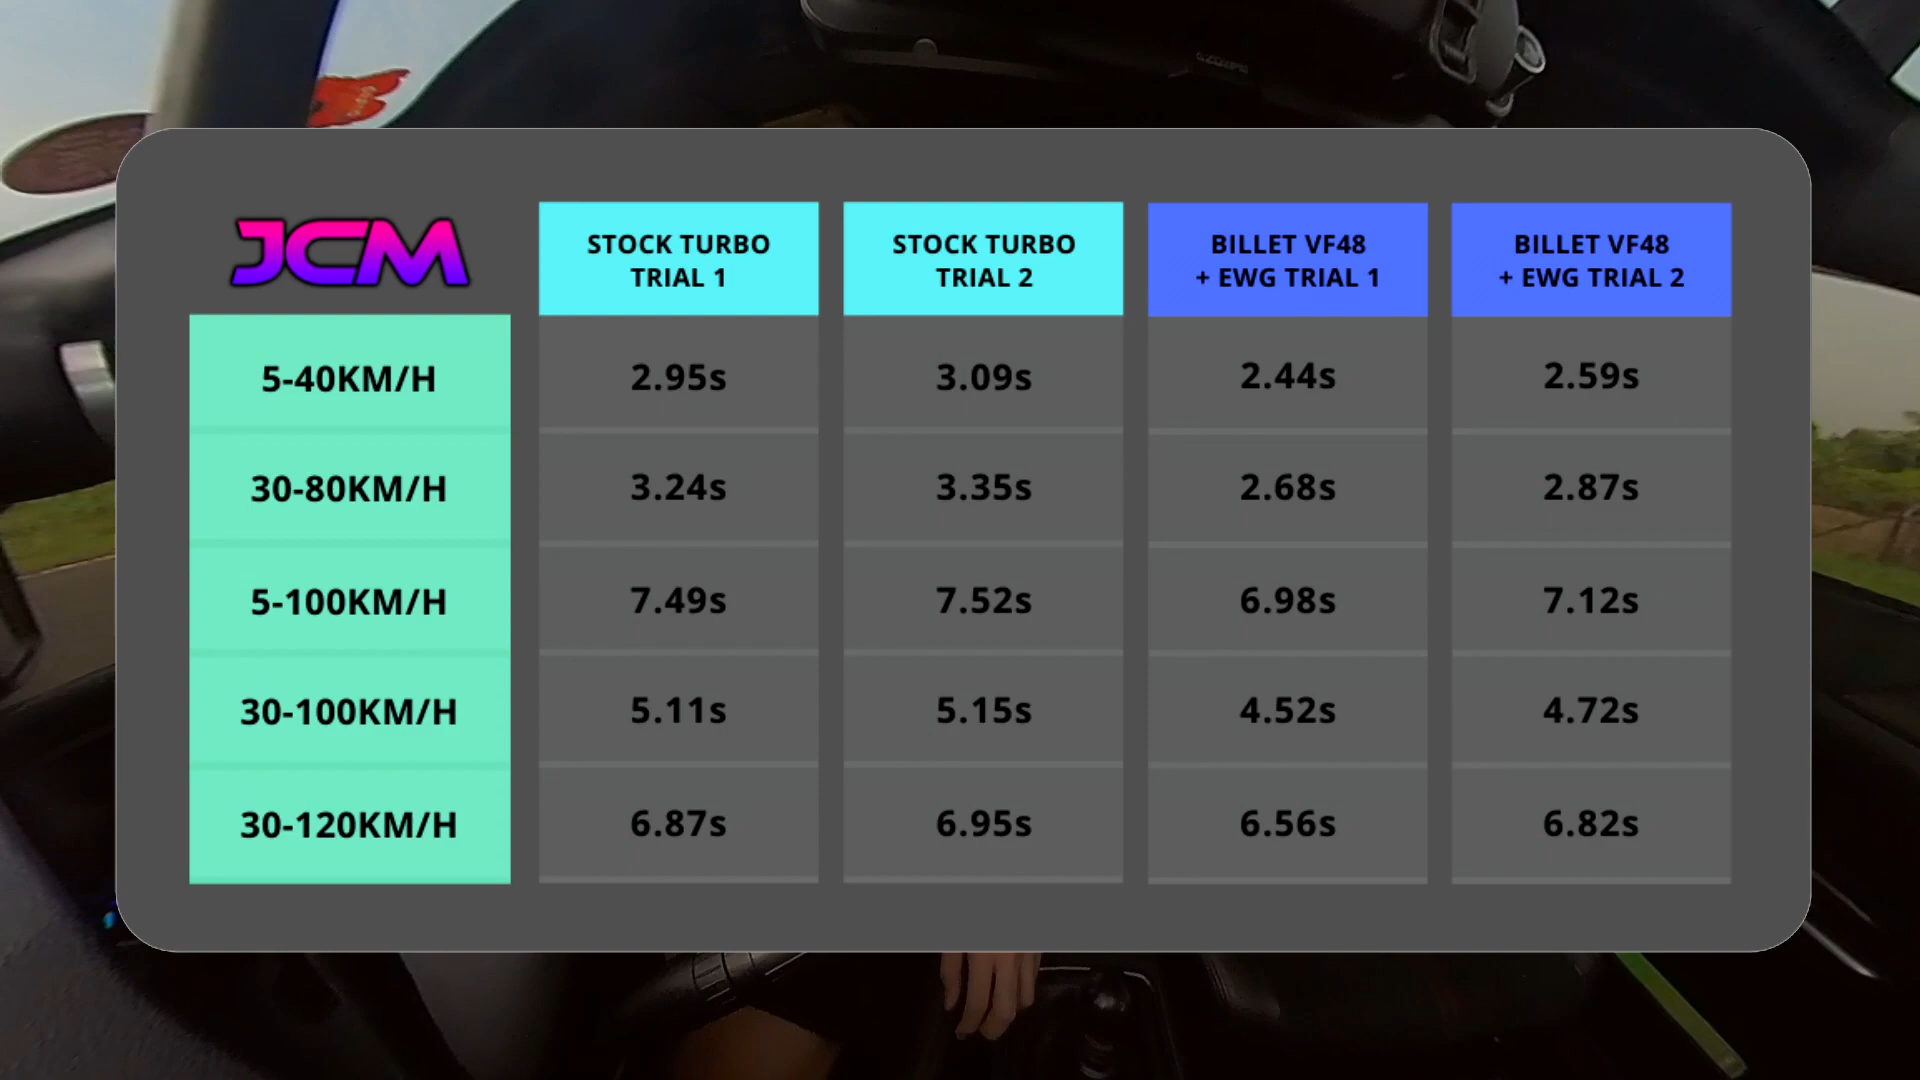 JCM
STOCK TURBO
TRIAL 1
STOCK TURBO
TRIAL 2
BILLET VF48
+ EWG TRIAL 1
BILLET VF48
+ EWG TRIAL 2
5-40KM/H
2.95s
3.09s
2.44s
2.59s
30-80KM/H
3.24s
3.35s
2.68s
2.87s
5-100KM/H
7.49s
7.52s
6.98s
7.12s
30-100KM/H
5.11s
5.15s
4.52s
4.72s
30-120KM/H
6.87s
6.95s
6.56s
6.82s